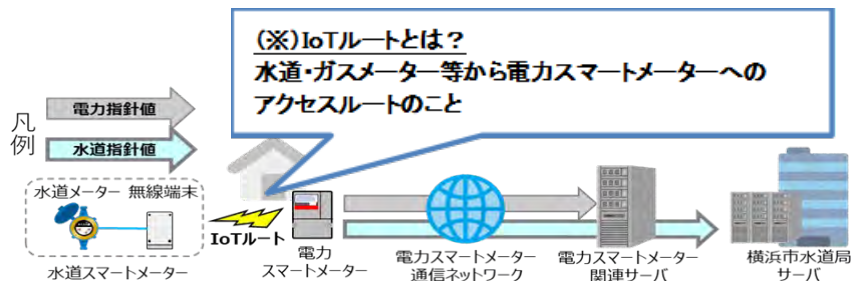 (※)IoTルートとは？
水道・ガスメーター等から電力スマートメーターへの
アクセスルートのこと
凡例
電力指針値
水道指針値
水道メーター 無線端末
水道スマートメーター
IoTルート
電力
スマートメーター
電力スマートメーター
通信ネットワーク
電力スマートメーター
関連サーバ
横浜市水道局
サーバ